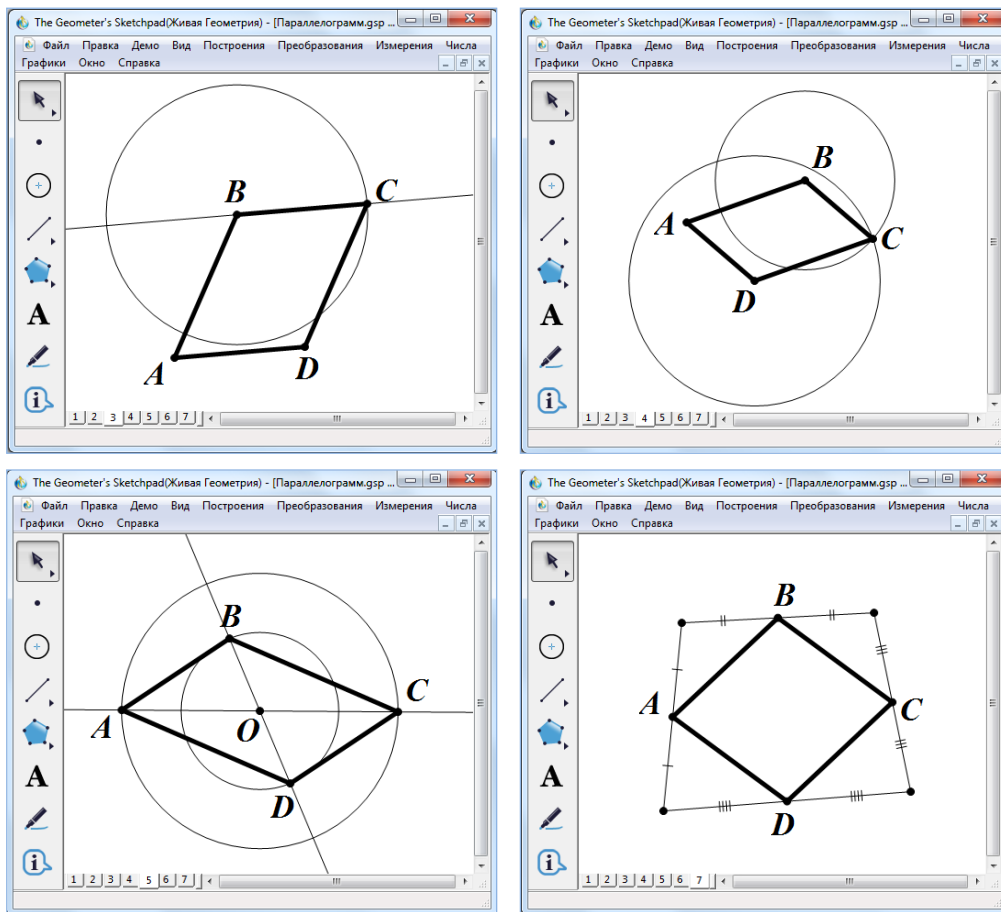 The Geometer's Sketchpad(Живая Геометрия) - [Параллелограмм.gsp ...
Файл Правка Демо Вид Построения Преобразования Измерения Числа
Графики Окно Справка
B
C
A
D
A
i
1 2 3 4 5 6 7
The Geometer's Sketchpad(Живая Геометрия) - [Параллелограмм.gsp ...
Файл Правка Демо Вид Построения Преобразования Измерения Числа
Графики Окно Справка
B
A
C
D
A
i
1 2 3 4 5 6 7
The Geometer's Sketchpad(Живая Геометрия) - [Параллелограмм.gsp ...
Файл Правка Демо Вид Построения Преобразования Измерения Числа
Графики Окно Справка
B
C
A
O
D
A
i
1 2 3 4 5 6 7
The Geometer's Sketchpad(Живая Геометрия) - [Параллелограмм.gsp ...
Файл Правка Демо Вид Построения Преобразования Измерения Числа
Графики Окно Справка
B
A
C
D
A
i
1 2 3 4 5 6 7